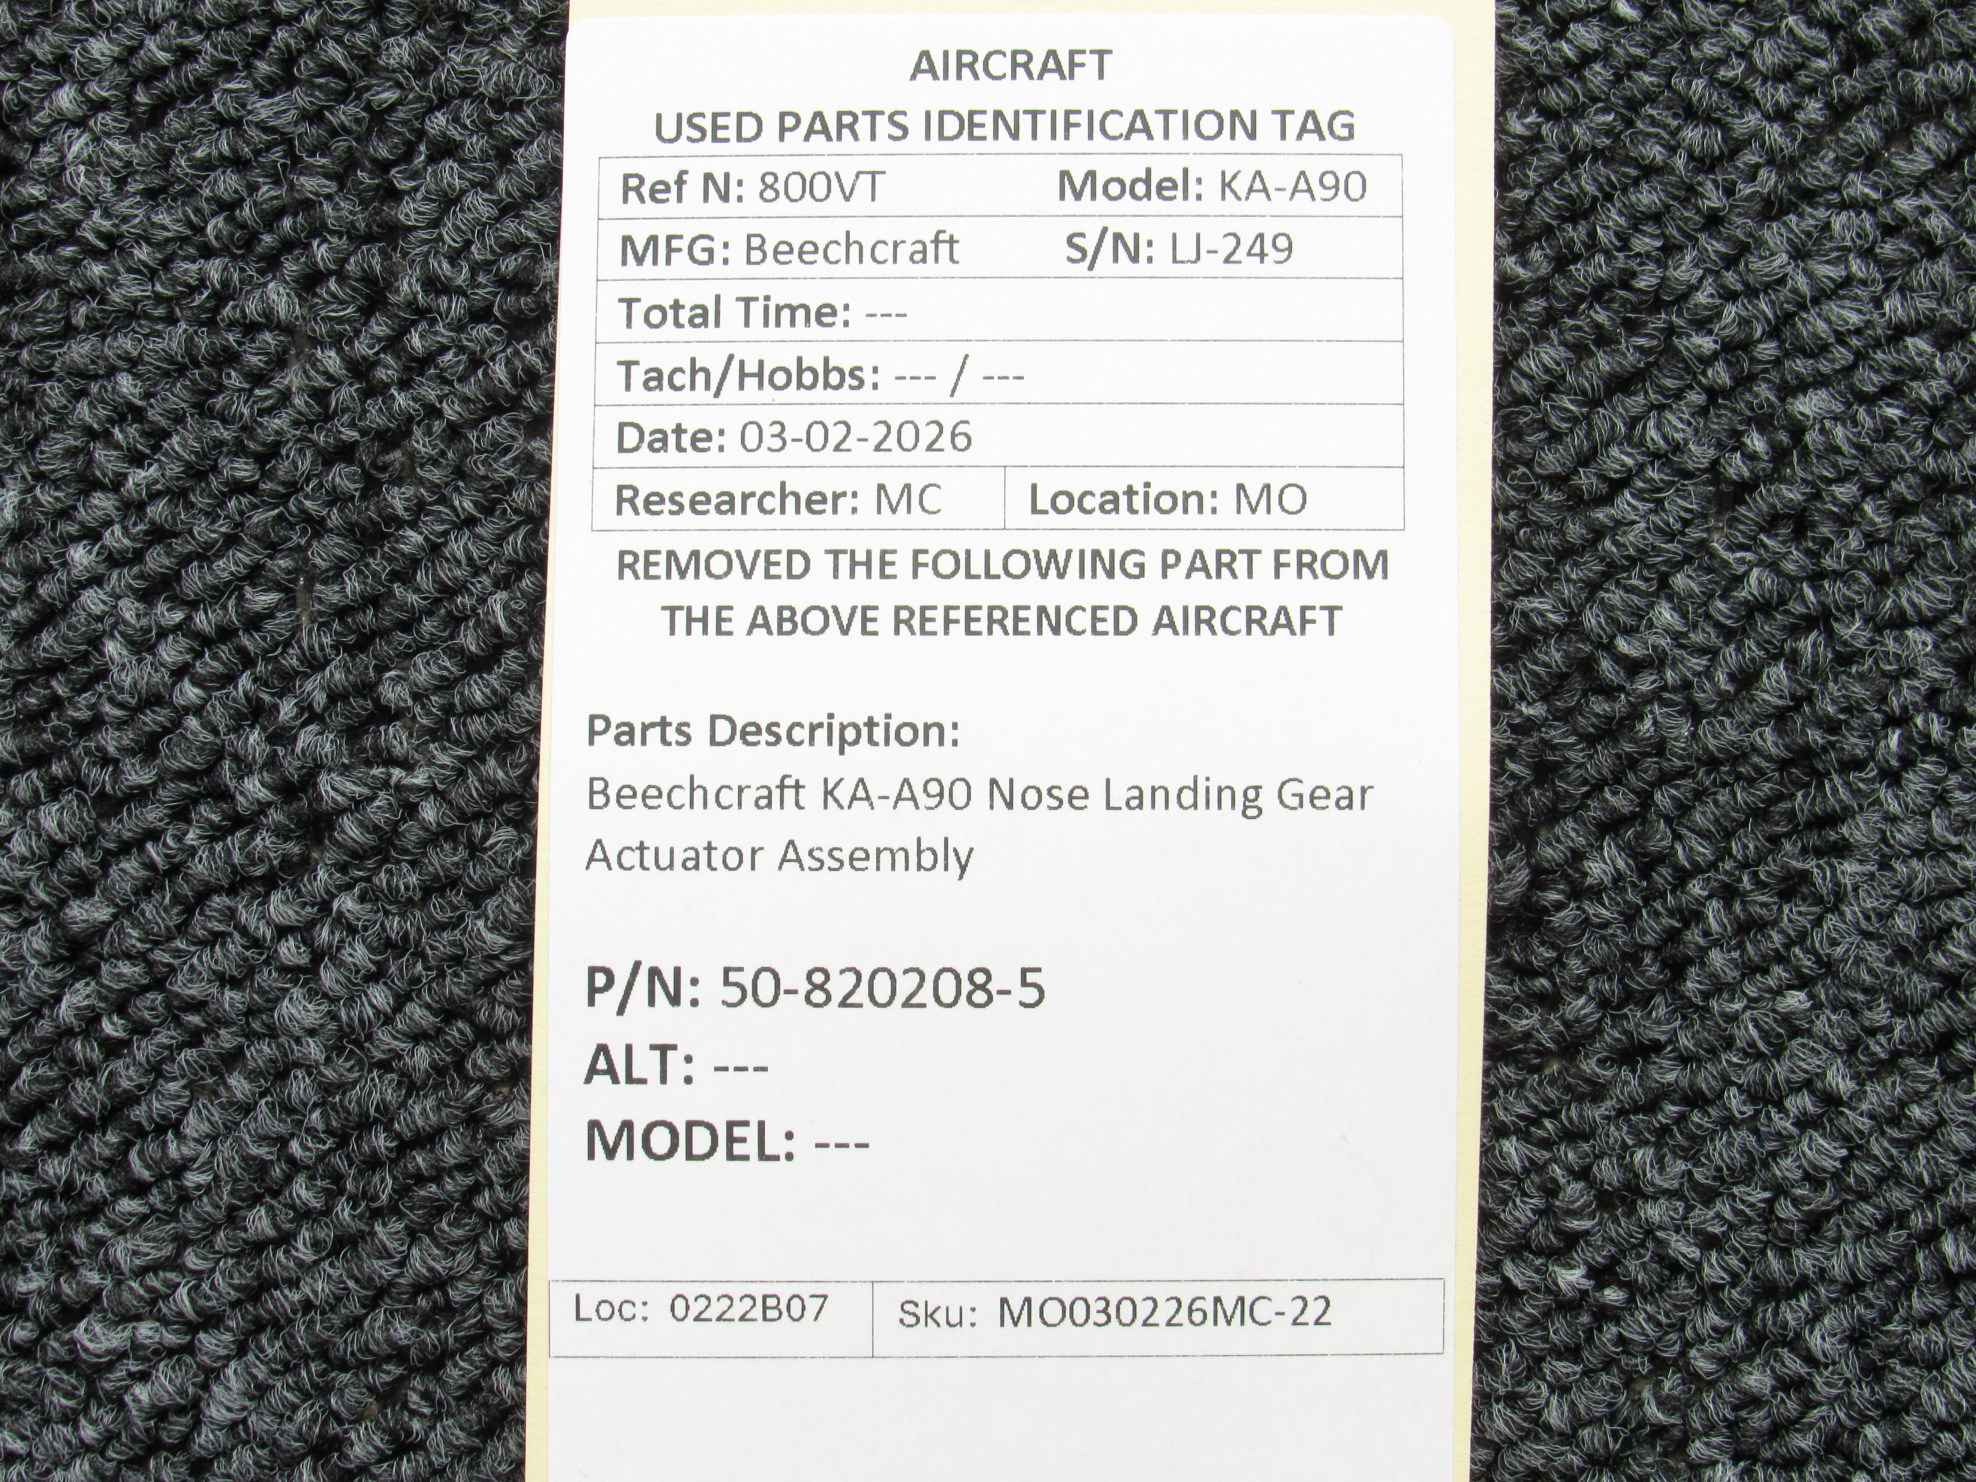 AIRCRAFT
USED PARTS IDENTIFICATION TAG
Ref N: 800VT Model: KA-A90
MFG: Beechcraft S/N: LJ-249
Total Time: ---
Tach/Hobbs: --- / ---
Date: 03-02-2026
Researcher: MC Location: MO
REMOVED THE FOLLOWING PART FROM
THE ABOVE REFERENCED AIRCRAFT
Parts Description:
Beechcraft KA-A90 Nose Landing Gear
Actuator Assembly
P/N: 50-820208-5
ALT: ---
MODEL: ---
Loc: 0222B07 Sku: MO030226MC-22